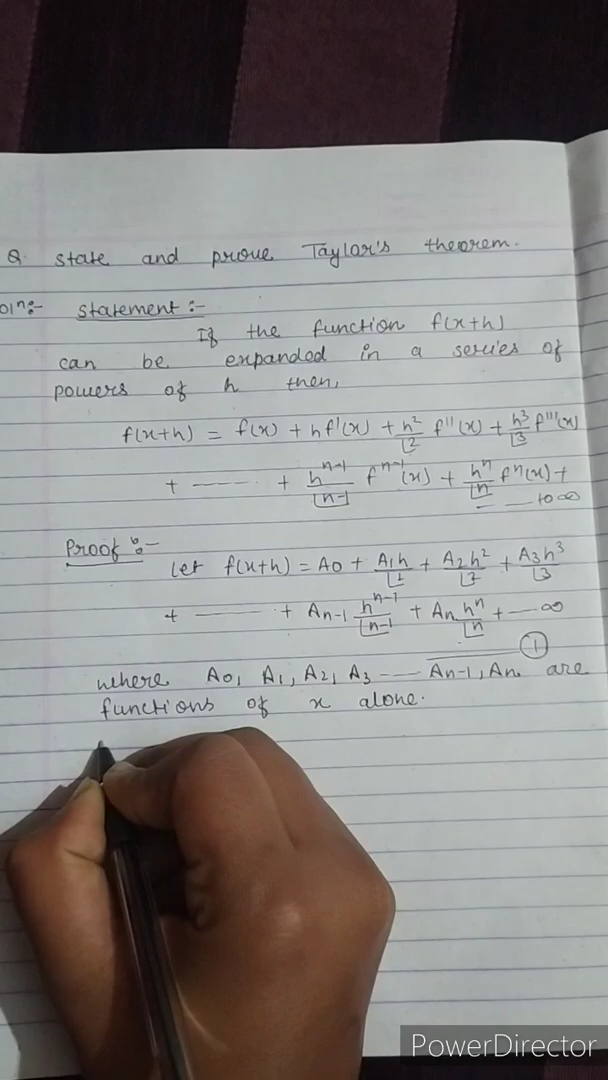 Q. state and prove Taylor's theorem.
olⁿ:- statement :-
If the function f(x+h)
can be expanded in a series of
powers of h then,
f(x+h) = f(x) + hf'(x) + h²/⌊2 f''(x) + h³/⌊3 f'''(x)
+ ------ + hⁿ⁻¹/⌊n-1 fⁿ⁻¹(x) + hⁿ/⌊n fⁿ(x) +
-- --- to ∞
Proof :-
Let f(x+h) = A0 + A1h/⌊1 + A2h²/⌊2 + A3h³/⌊3
+ ------ + An-1 hⁿ⁻¹/⌊n-1 + An hⁿ/⌊n + --- ∞
①
where A0, A1, A2, A3 ---- An-1, An are
functions of x alone.
PowerDirector